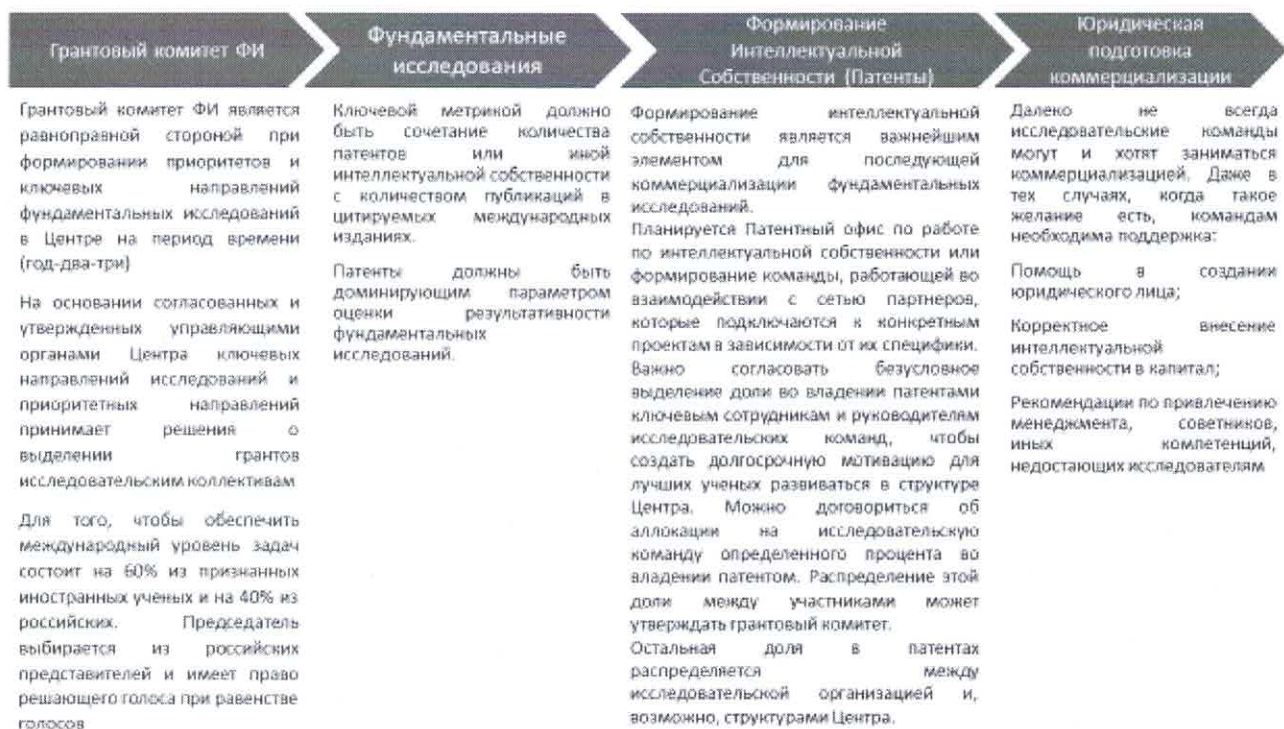 Грантовый комитет ФИ
Фундаментальные
исследования
Формирование
Интеллектуальной
Собственности (Патенты)
Юридическая
подготовка
коммерциализации
Грантовый комитет ФИ является
равноправной стороной при
формировании приоритетов и
ключевых направлений
фундаментальных исследований
в Центре на период времени
(год-два-три)
На основании согласованных и
утвержденных управляющими
органами Центра ключевых
направлений исследований и
приоритетных направлений
принимает решения о
выделении грантов
исследовательским коллективам
Для того, чтобы обеспечить
международный уровень задач
состоит на 60% из признанных
иностранных ученых и на 40% из
российских. Председатель
выбирается из российских
представителей и имеет право
решающего голоса при равенстве
голосов
Ключевой метрикой должно
быть сочетание количества
патентов или иной
интеллектуальной собственности
с количеством публикаций в
цитируемых международных
изданиях.
Патенты должны быть
доминирующим параметром
оценки результативности
фундаментальных
исследований.
Формирование интеллектуальной
собственности является важнейшим
элементом для последующей
коммерциализации фундаментальных
исследований.
Планируется Патентный офис по работе
по интеллектуальной собственности или
формирование команды, работающей во
взаимодействии с сетью партнеров,
которые подключаются к конкретным
проектам в зависимости от их специфики.
Важно согласовать безусловное
выделение доли во владении патентами
ключевым сотрудникам и руководителям
исследовательских команд, чтобы
создать долгосрочную мотивацию для
лучших ученых развиваться в структуре
Центра. Можно договориться об
аллокации на исследовательскую
команду определенного процента во
владении патентом. Распределение этой
доли между участниками может
утверждать грантовый комитет.
Остальная доля в патентах
распределяется между
исследовательской организацией и,
возможно, структурами Центра.
Далеко не всегда
исследовательские команды
могут и хотят заниматься
коммерциализацией. Даже в
тех случаях, когда такое
желание есть, командам
необходима поддержка:
Помощь в создании
юридического лица;
Корректное внесение
интеллектуальной
собственности в капитал;
Рекомендации по привлечению
менеджмента, советников,
иных компетенций,
недостающих исследователям